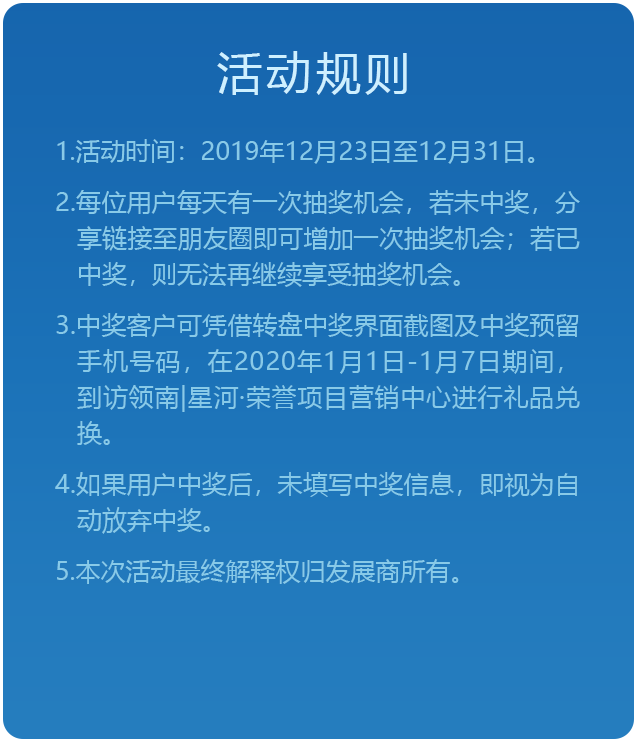 活动规则
1.活动时间：2019年12月23日至12月31日。
2.每位用户每天有一次抽奖机会，若未中奖，分
享链接至朋友圈即可增加一次抽奖机会；若已
中奖，则无法再继续享受抽奖机会。
3.中奖客户可凭借转盘中奖界面截图及中奖预留
手机号码，在2020年1月1日-1月7日期间，
到访领南|星河·荣誉项目营销中心进行礼品兑
换。
4.如果用户中奖后，未填写中奖信息，即视为自
动放弃中奖。
5.本次活动最终解释权归发展商所有。